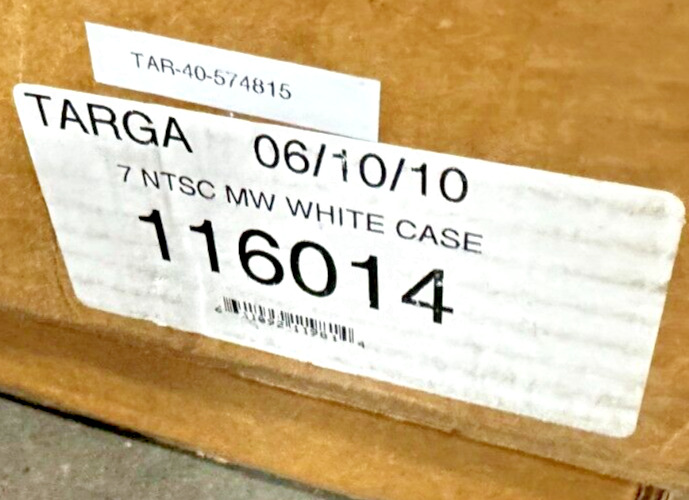 TAR-40-574815
TARGA 06/10/10
7 NTSC MW WHITE CASE
116014